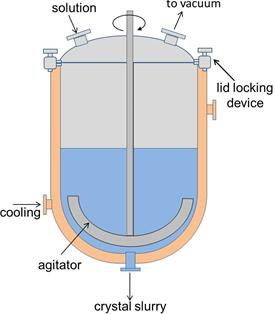 solution
to vacuum
lid locking
device
cooling
agitator
crystal slurry